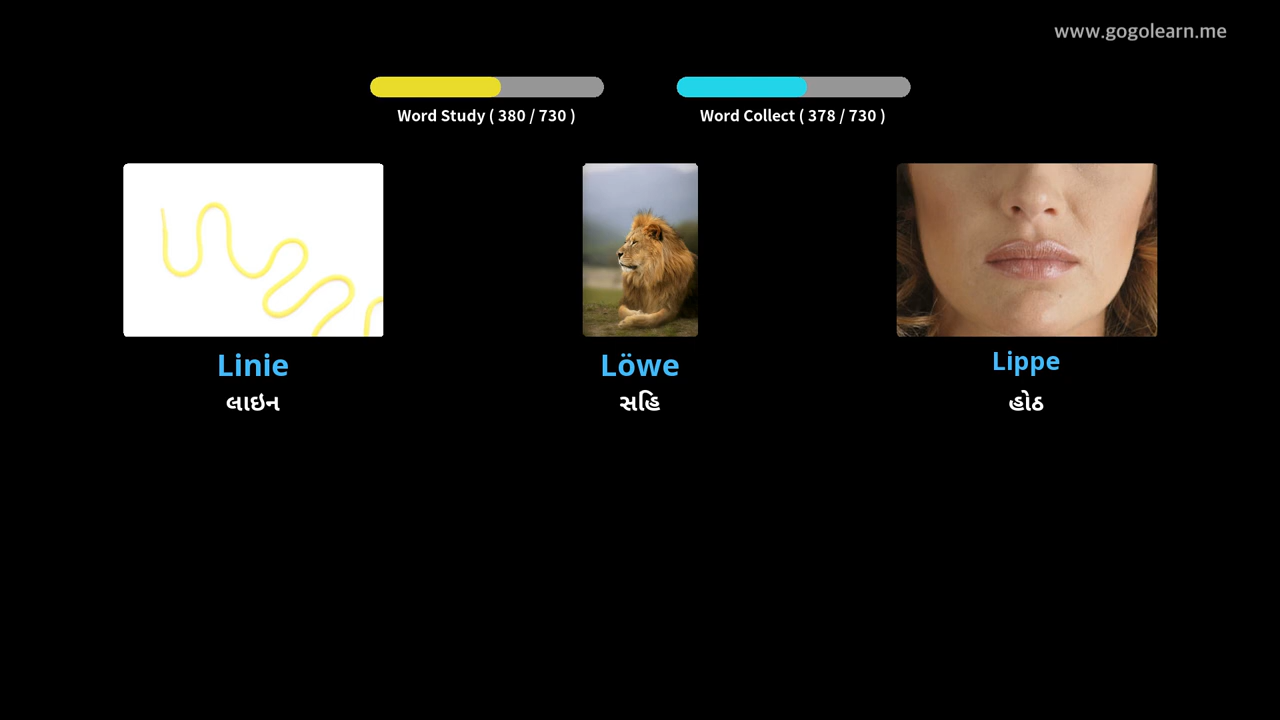 www.gogolearn.me
Word Study ( 380 / 730 )
Word Collect ( 378 / 730 )
Linie
Löwe
Lippe
લાઇન
સહિ
હોઠ